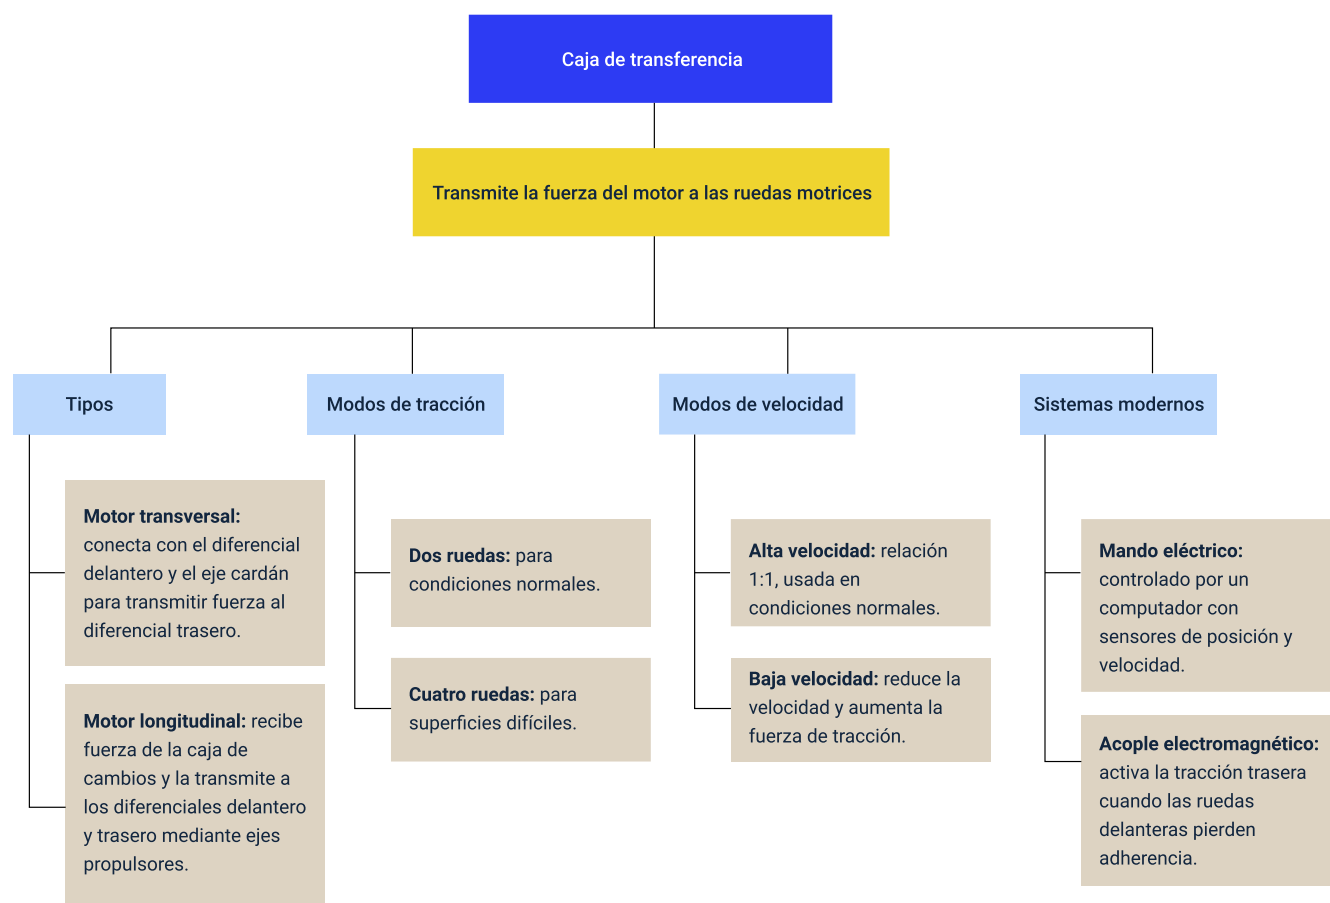 Caja de transferencia
Transmite la fuerza del motor a las ruedas motrices
Tipos
Motor transversal:
conecta con el diferencial
delantero y el eje cardán
para transmitir fuerza al
diferencial trasero.
Motor longitudinal: recibe
fuerza de la caja de
cambios y la transmite a
los diferenciales delantero
y trasero mediante ejes
propulsores.
Modos de tracción
Dos ruedas: para
condiciones normales.
Cuatro ruedas: para
superficies difíciles.
Modos de velocidad
Alta velocidad: relación
1:1, usada en
condiciones normales.
Baja velocidad: reduce la
velocidad y aumenta la
fuerza de tracción.
Sistemas modernos
Mando eléctrico:
controlado por un
computador con
sensores de posición y
velocidad.
Acople electromagnético:
activa la tracción trasera
cuando las ruedas
delanteras pierden
adherencia.